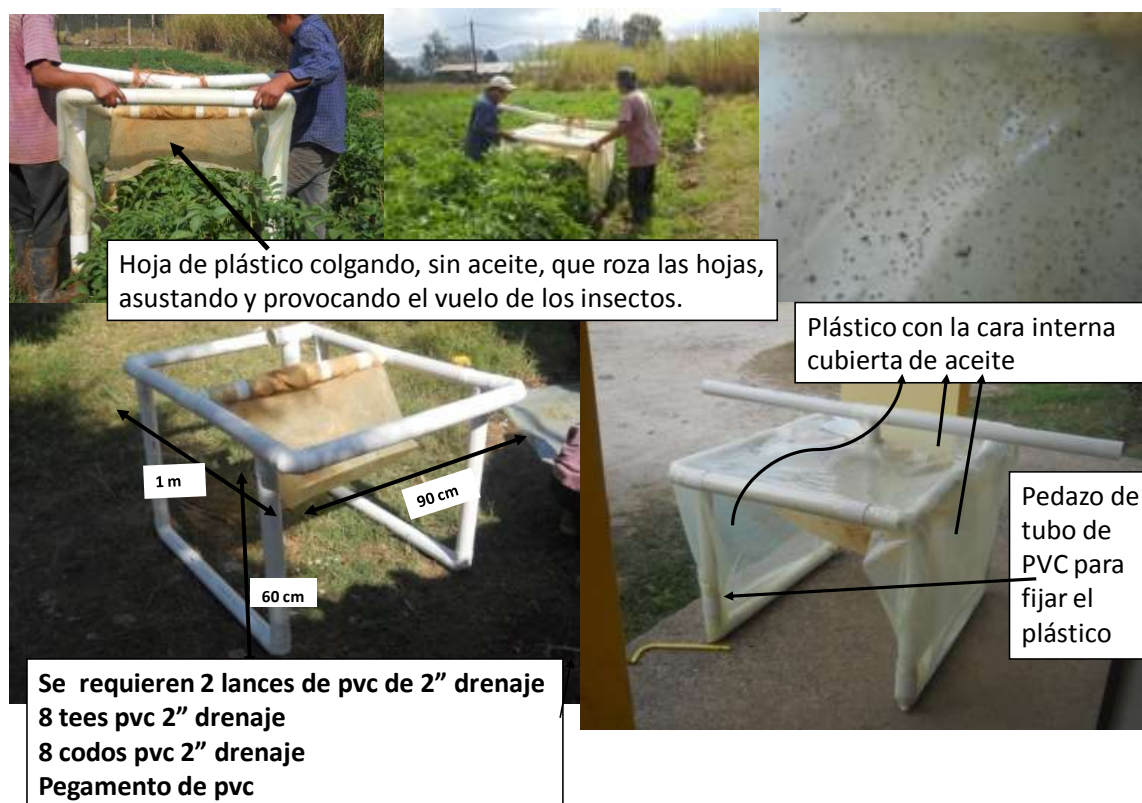 Hoja de plástico colgando, sin aceite, que roza las hojas,
asustando y provocando el vuelo de los insectos.
Plástico con la cara interna
cubierta de aceite
1 m
90 cm
60 cm
Pedazo de
tubo de
PVC para
fijar el
plástico
Se requieren 2 lances de pvc de 2” drenaje
8 tees pvc 2” drenaje
8 codos pvc 2” drenaje
Pegamento de pvc